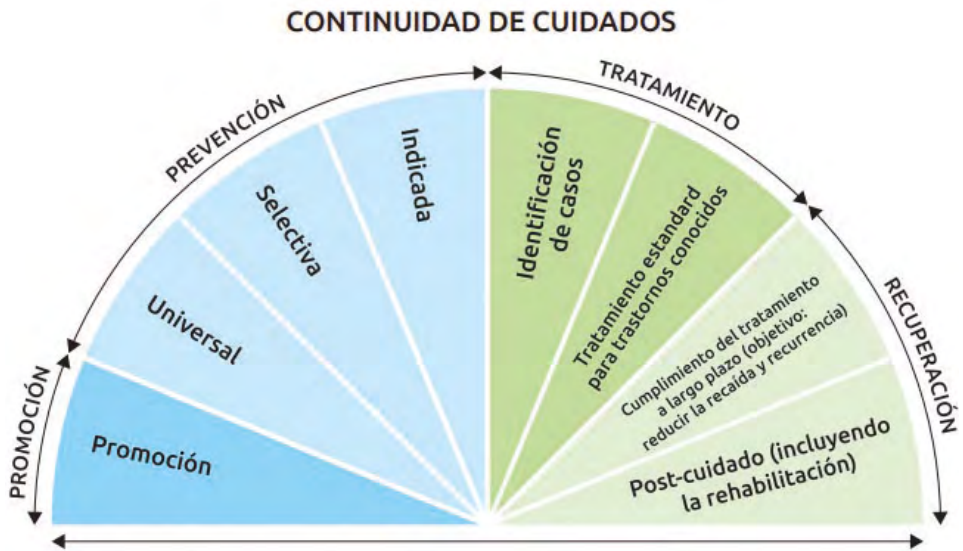 CONTINUIDAD DE CUIDADOS
PROMOCIÓN
PREVENCIÓN
TRATAMIENTO
RECUPERACIÓN
Promoción
Universal
Selectiva
Indicada
Identificación
de casos
Tratamiento estandard
para trastornos conocidos
Cumplimiento del tratamiento
a largo plazo (objetivo:
reducir la recaída y recurrencia)
Post-cuidado (incluyendo
la rehabilitación)